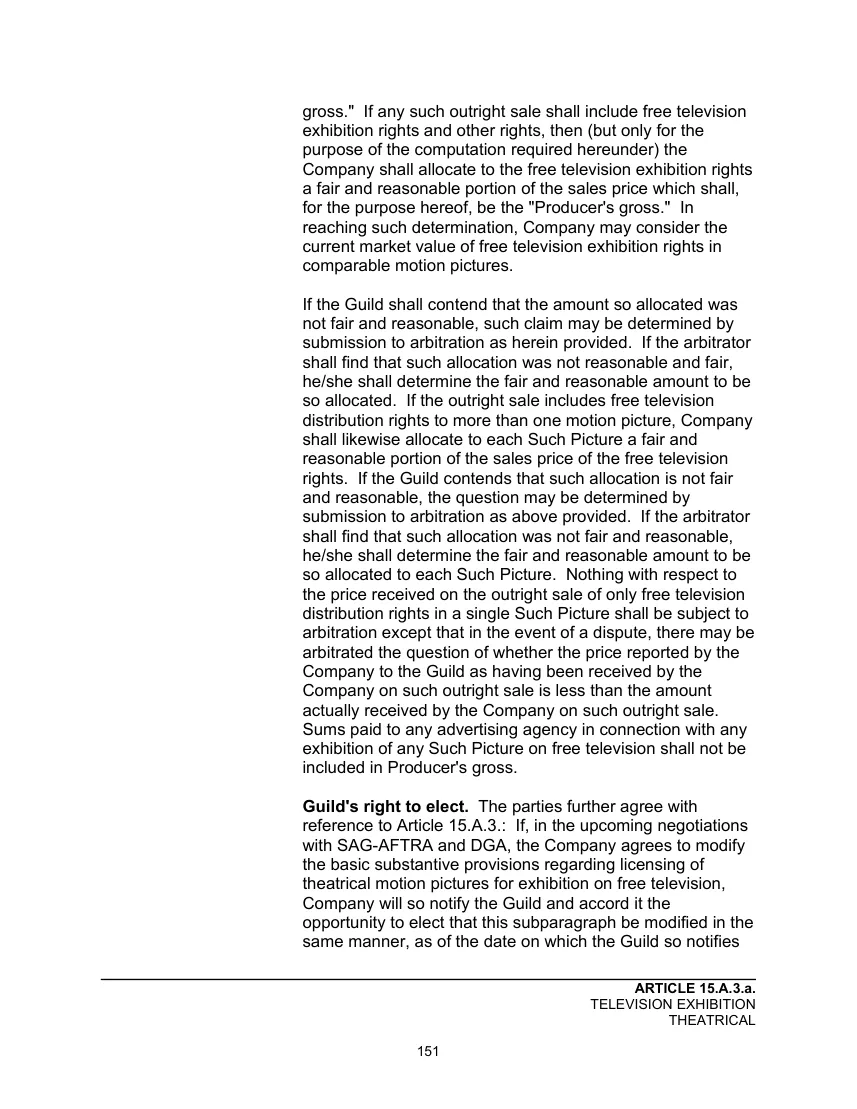 gross."  If any such outright sale shall include free television
exhibition rights and other rights, then (but only for the
purpose of the computation required hereunder) the
Company shall allocate to the free television exhibition rights
a fair and reasonable portion of the sales price which shall,
for the purpose hereof, be the "Producer's gross."  In
reaching such determination, Company may consider the
current market value of free television exhibition rights in
comparable motion pictures.

If the Guild shall contend that the amount so allocated was
not fair and reasonable, such claim may be determined by
submission to arbitration as herein provided.  If the arbitrator
shall find that such allocation was not reasonable and fair,
he/she shall determine the fair and reasonable amount to be
so allocated.  If the outright sale includes free television
distribution rights to more than one motion picture, Company
shall likewise allocate to each Such Picture a fair and
reasonable portion of the sales price of the free television
rights.  If the Guild contends that such allocation is not fair
and reasonable, the question may be determined by
submission to arbitration as above provided.  If the arbitrator
shall find that such allocation was not fair and reasonable,
he/she shall determine the fair and reasonable amount to be
so allocated to each Such Picture.  Nothing with respect to
the price received on the outright sale of only free television
distribution rights in a single Such Picture shall be subject to
arbitration except that in the event of a dispute, there may be
arbitrated the question of whether the price reported by the
Company to the Guild as having been received by the
Company on such outright sale is less than the amount
actually received by the Company on such outright sale.
Sums paid to any advertising agency in connection with any
exhibition of any Such Picture on free television shall not be
included in Producer's gross.

Guild's right to elect.  The parties further agree with
reference to Article 15.A.3.:  If, in the upcoming negotiations
with SAG-AFTRA and DGA, the Company agrees to modify
the basic substantive provisions regarding licensing of
theatrical motion pictures for exhibition on free television,
Company will so notify the Guild and accord it the
opportunity to elect that this subparagraph be modified in the
same manner, as of the date on which the Guild so notifies

ARTICLE 15.A.3.a.
TELEVISION EXHIBITION
THEATRICAL
151